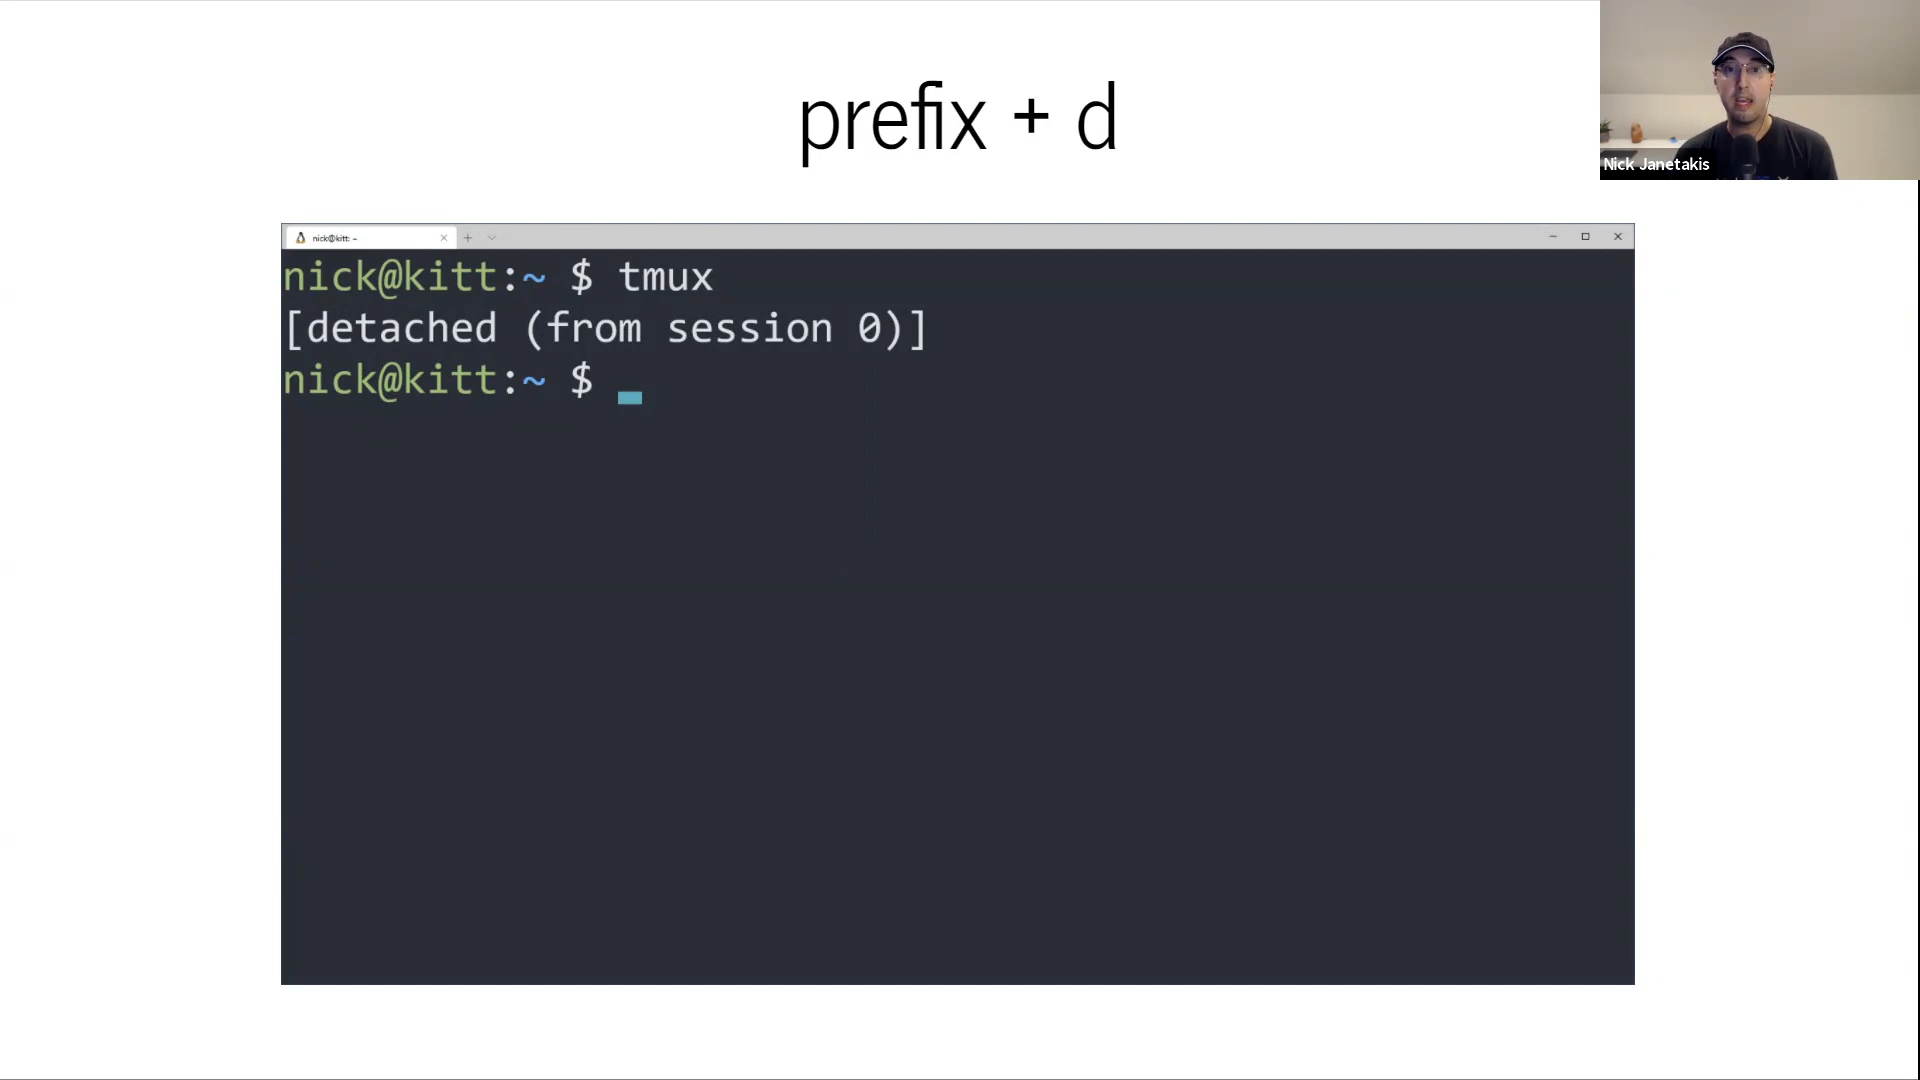 prefix + d
Nick Janetakis
nick@kitt: ~
nick@kitt:~ $ tmux
[detached (from session 0)]
nick@kitt:~ $